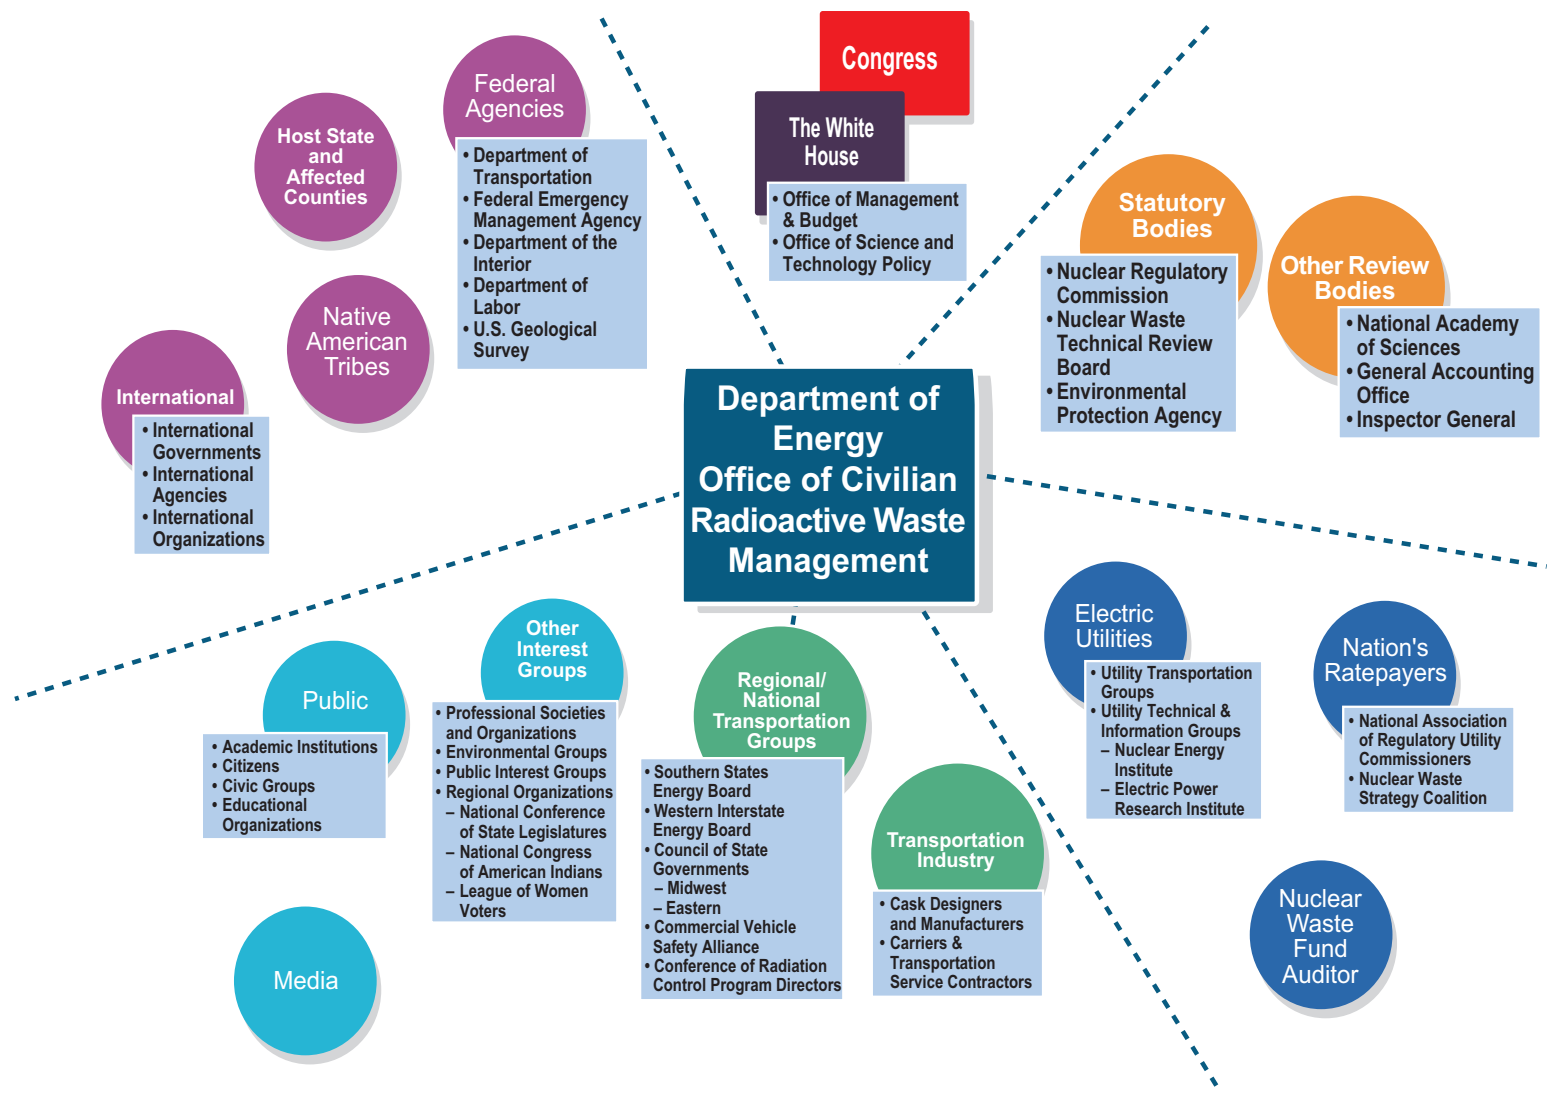 Congress
The White
House
• Office of Management
& Budget
• Office of Science and
Technology Policy
Federal
Agencies
• Department of
Transportation
• Federal Emergency
Management Agency
• Department of the
Interior
• Department of
Labor
• U.S. Geological
Survey
Host State
and
Affected
Counties
Native
American
Tribes
International
• International
Governments
• International
Agencies
• International
Organizations
Statutory
Bodies
• Nuclear Regulatory
Commission
• Nuclear Waste
Technical Review
Board
• Environmental
Protection Agency
Other Review
Bodies
• National Academy
of Sciences
• General Accounting
Office
• Inspector General
Department of
Energy
Office of Civilian
Radioactive Waste
Management
Public
• Academic Institutions
• Citizens
• Civic Groups
• Educational
Organizations
Media
Other
Interest
Groups
• Professional Societies
and Organizations
• Environmental Groups
• Public Interest Groups
• Regional Organizations
– National Conference
of State Legislatures
– National Congress
of American Indians
– League of Women
Voters
Regional/
National
Transportation
Groups
• Southern States
Energy Board
• Western Interstate
Energy Board
• Council of State
Governments
– Midwest
– Eastern
• Commercial Vehicle
Safety Alliance
• Conference of Radiation
Control Program Directors
Transportation
Industry
• Cask Designers
and Manufacturers
• Carriers &
Transportation
Service Contractors
Electric
Utilities
• Utility Transportation
Groups
• Utility Technical &
Information Groups
– Nuclear Energy
Institute
– Electric Power
Research Institute
Nation's
Ratepayers
• National Association
of Regulatory Utility
Commissioners
• Nuclear Waste
Strategy Coalition
Nuclear
Waste
Fund
Auditor